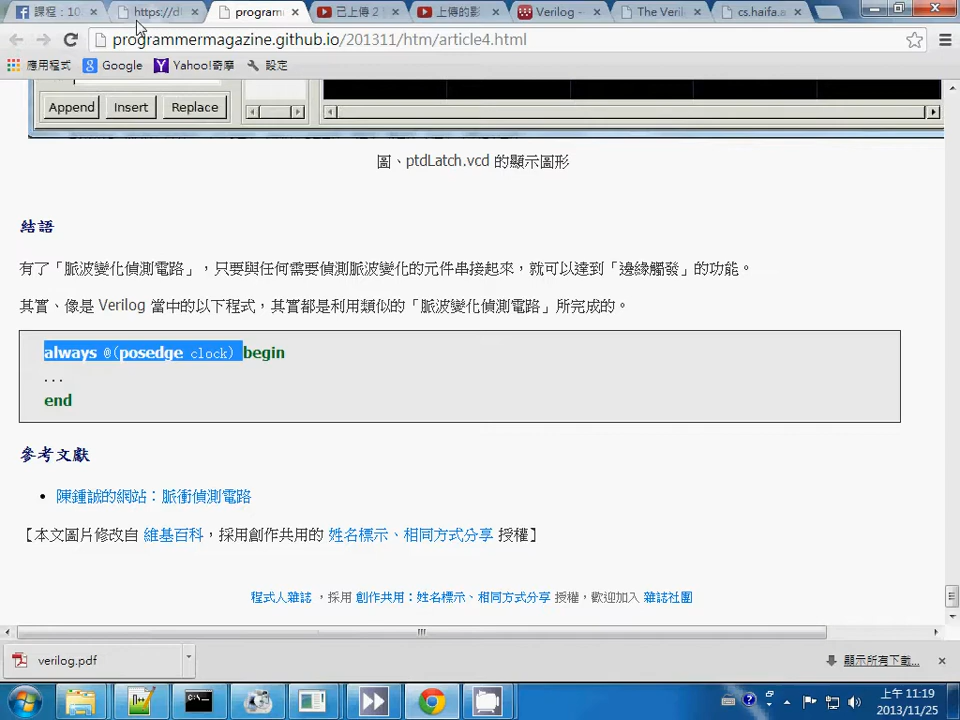 課程：10
https://dl
programm
己上傳 2
上傳的影
Verilog -
The Veril
cs.haifa.a
programmermagazine.github.io/201311/htm/article4.html
應用程式
Google
Yahoo!奇摩
設定
Append
Insert
Replace
圖、ptdLatch.vcd 的顯示圖形
結語
有了「脈波變化偵測電路」，只要與任何需要偵測脈波變化的元件串接起來，就可以達到「邊緣觸發」的功能。
其實、像是 Verilog 當中的以下程式，其實都是利用類似的「脈波變化偵測電路」所完成的。
always @(posedge clock) begin
...
end
參考文獻
• 陳鍾誠的網站：脈衝偵測電路
【本文圖片修改自 維基百科，採用創作共用的 姓名標示、相同方式分享 授權】
程式人雜誌 ，採用 創作共用：姓名標示、相同方式分享 授權，歡迎加入 雜誌社團
verilog.pdf
顯示所有下載...
上午 11:19
2013/11/25